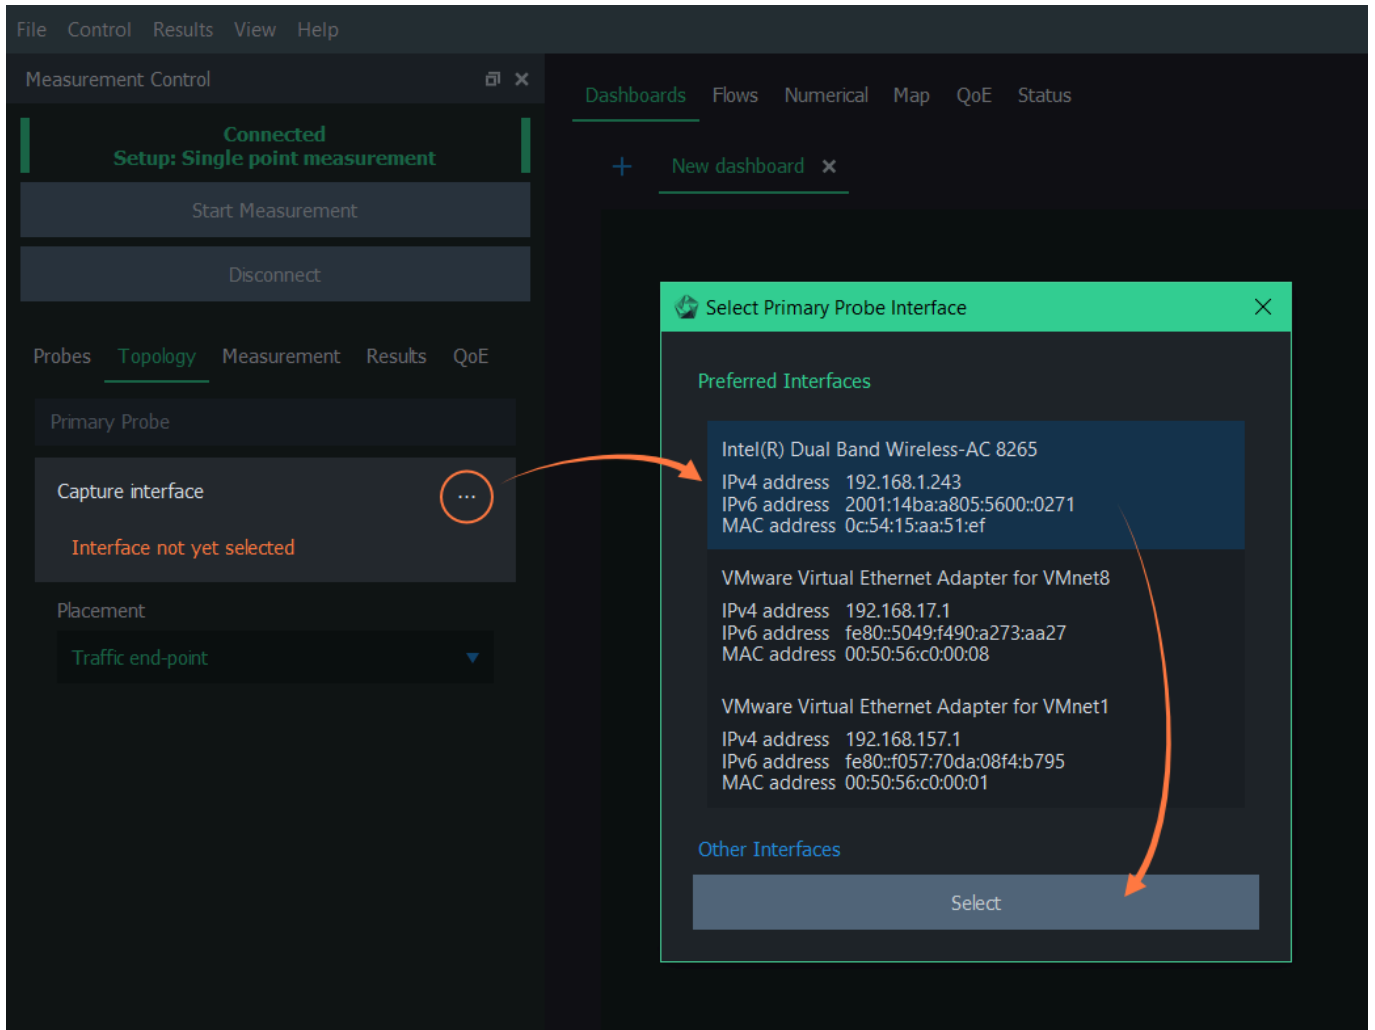 File Control Results View Help
Measurement Control
Connected
Setup: Single point measurement
Start Measurement
Disconnect
Probes Topology Measurement Results QoE
Primary Probe
Capture interface ...
Interface not yet selected
Placement
Traffic end-point
Dashboards Flows Numerical Map QoE Status
+ New dashboard
Select Primary Probe Interface
Preferred Interfaces
Intel(R) Dual Band Wireless-AC 8265
IPv4 address 192.168.1.243
IPv6 address 2001:14ba:a805:5600::0271
MAC address 0c:54:15:aa:51:ef
VMware Virtual Ethernet Adapter for VMnet8
IPv4 address 192.168.17.1
IPv6 address fe80::5049:f490:a273:aa27
MAC address 00:50:56:c0:00:08
VMware Virtual Ethernet Adapter for VMnet1
IPv4 address 192.168.157.1
IPv6 address fe80::f057:70da:08f4:b795
MAC address 00:50:56:c0:00:01
Other Interfaces
Select